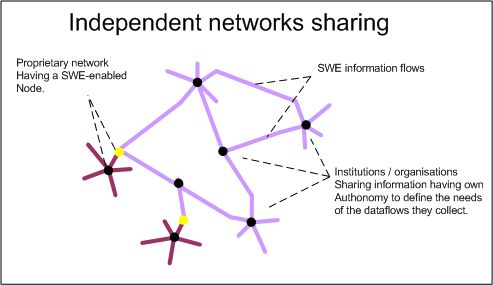 Independent networks sharing
Proprietary network
Having a SWE-enabled
Node.
SWE information flows
Institutions / organisations
Sharing information having own
Authonomy to define the needs
of the dataflows they collect.